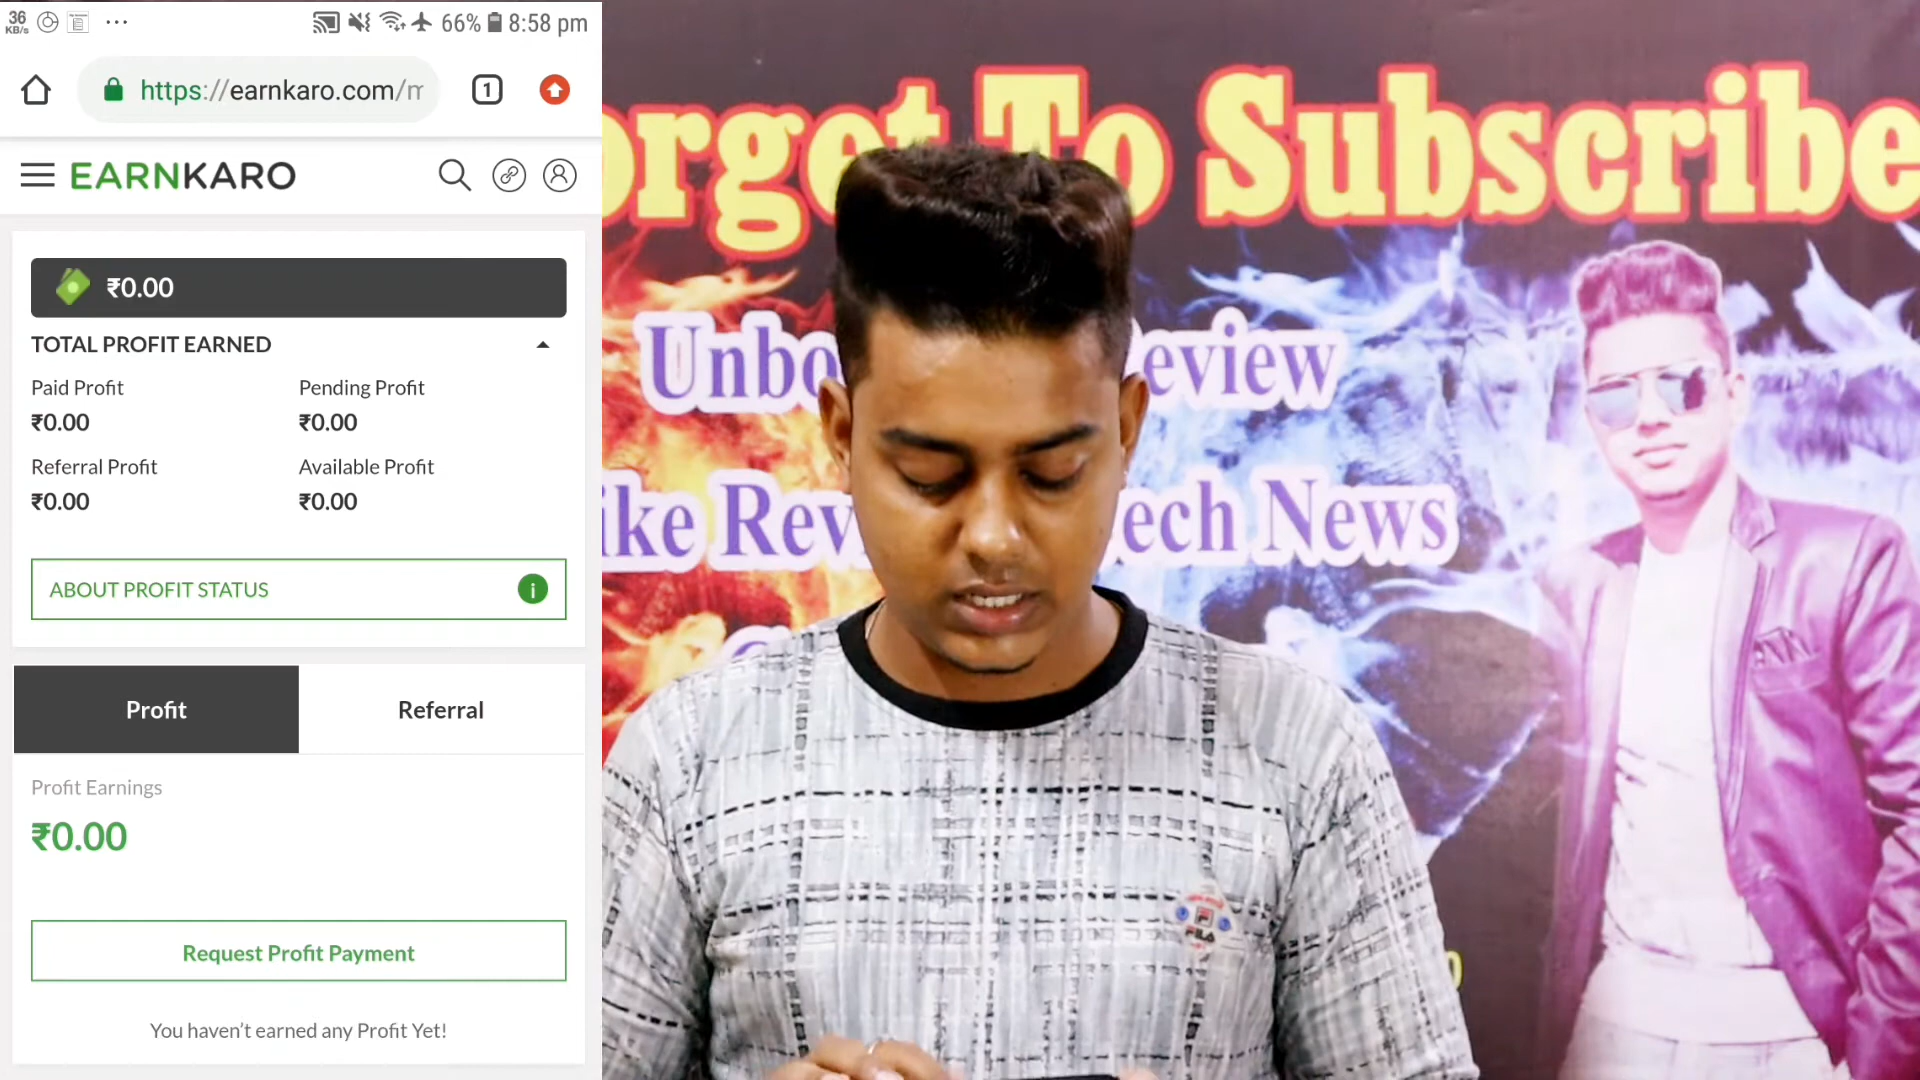 36
KB/s
66% 8:58 pm
https://earnkaro.com/m
1
EARNKARO
₹0.00
TOTAL PROFIT EARNED
Paid Profit
Pending Profit
₹0.00
₹0.00
Referral Profit
Available Profit
₹0.00
₹0.00
ABOUT PROFIT STATUS
i
Profit
Referral
Profit Earnings
₹0.00
Request Profit Payment
You haven't earned any Profit Yet!
orget To Subscribe
Unbo eview
ike Rev ech News
FILA